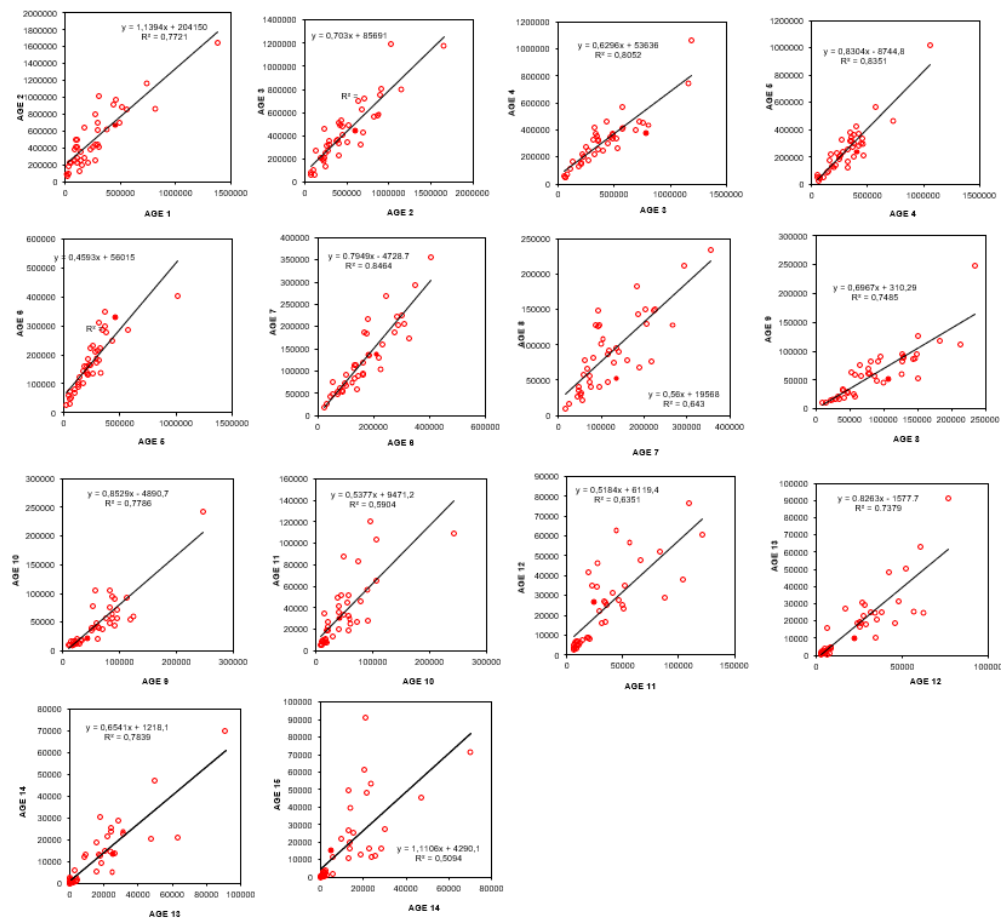 y = 1,1394x + 204150
R² = 0,7721
2000000
1800000
1600000
1400000
1200000
1000000
800000
600000
400000
200000
0
AGE 2
0 500000 1000000 1500000
AGE 1
y = 0,703x + 85691
R² =
1400000
1200000
1000000
800000
600000
400000
200000
0
AGE 3
0 500000 1000000 1500000 2000000
AGE 2
y = 0,6296x + 53636
R² = 0,8052
1200000
1000000
800000
600000
400000
200000
0
AGE 4
0 500000 1000000 1500000
AGE 3
y = 0,8304x - 8744,8
R² = 0,8351
1200000
1000000
800000
600000
400000
200000
0
AGE 5
0 500000 1000000 1500000
AGE 4
y = 0,4593x + 56015
R² =
600000
500000
400000
300000
200000
100000
0
AGE 6
0 500000 1000000 1500000
AGE 5
y = 0.7949x - 4728.7
R² = 0.8464
400000
350000
300000
250000
200000
150000
100000
50000
0
AGE 7
0 200000 400000 600000
AGE 6
250000
200000
150000
100000
50000
0
AGE 8
y = 0,56x + 19568
R² = 0,643
0 100000 200000 300000 400000
AGE 7
y = 0,6967x + 310,29
R² = 0,7485
300000
250000
200000
150000
100000
50000
0
AGE 9
0 50000 100000 150000 200000 250000
AGE 8
y = 0,8529x - 4890,7
R² = 0,7786
300000
250000
200000
150000
100000
50000
0
AGE 10
0 100000 200000 300000
AGE 9
y = 0,5377x + 9471,2
R² = 0,5904
160000
140000
120000
100000
80000
60000
40000
20000
0
AGE 11
0 100000 200000 300000
AGE 10
y = 0,5184x + 6119,4
R² = 0,6351
90000
80000
70000
60000
50000
40000
30000
20000
10000
0
AGE 12
0 50000 100000 150000
AGE 11
y = 0.8263x - 1577.7
R² = 0.7379
100000
90000
80000
70000
60000
50000
40000
30000
20000
10000
0
AGE 13
0 50000 100000
AGE 12
y = 0,6541x + 1218,1
R² = 0,7839
80000
70000
60000
50000
40000
30000
20000
10000
0
AGE 14
0 20000 40000 60000 80000 100000
AGE 13
100000
90000
80000
70000
60000
50000
40000
30000
20000
10000
0
AGE 15
y = 1,1106x + 4290,1
R² = 0,5094
0 20000 40000 60000 80000
AGE 14